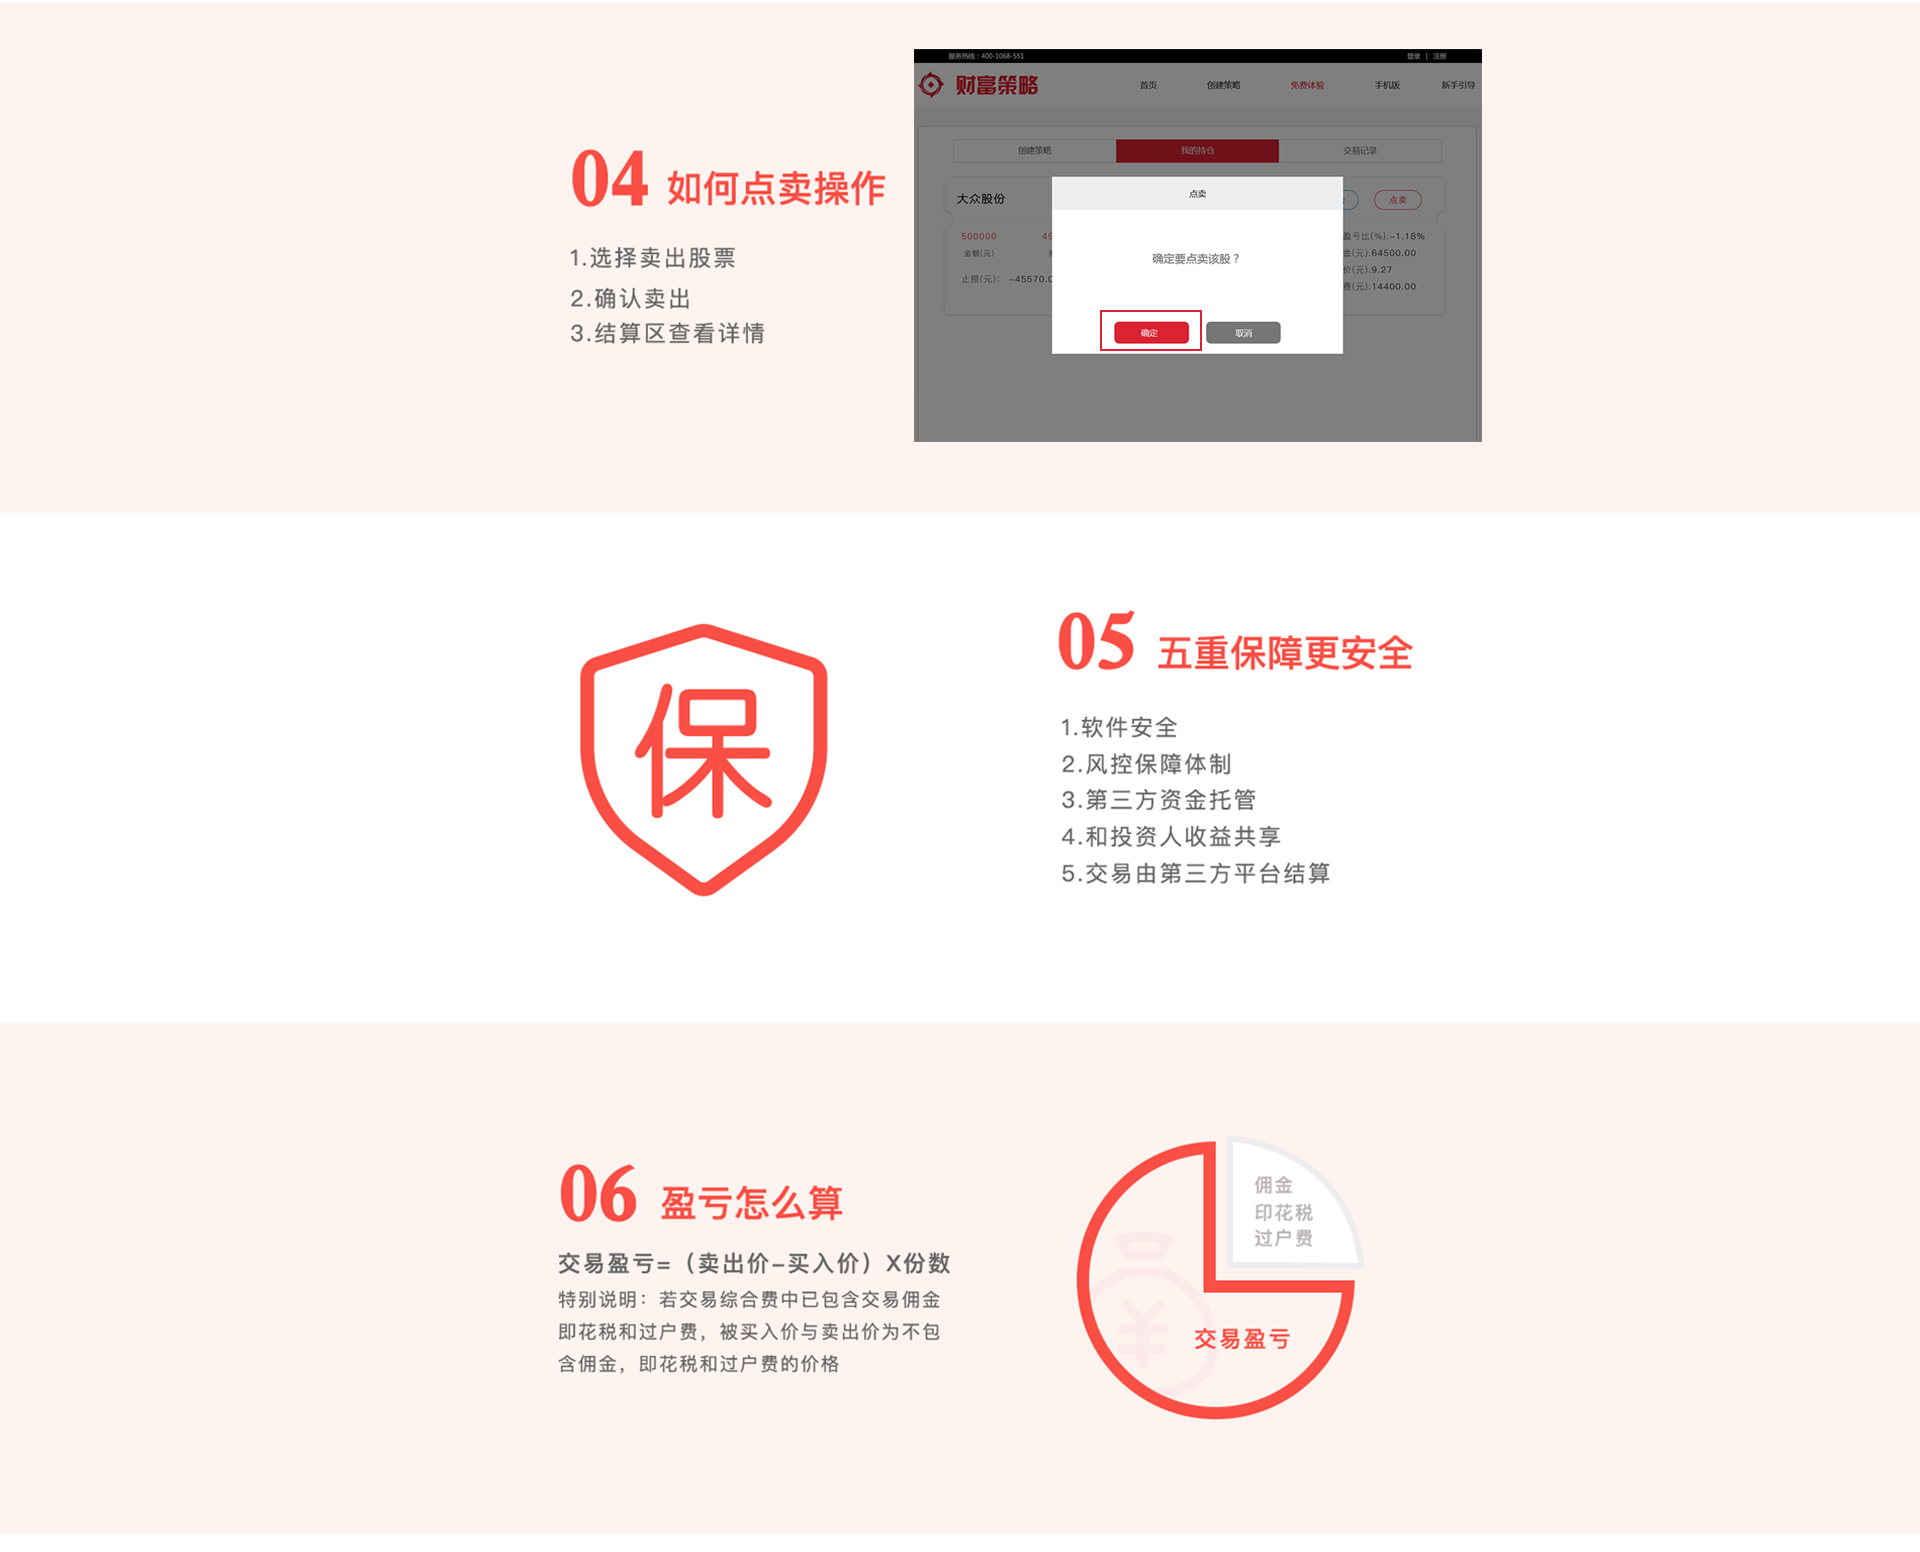 服务热线：400-1068-551
登录 | 注册
财富策略
首页 创建策略 免费体验 手机版 新手引导
创建策略 我的持仓 交易记录
04 如何点卖操作
1.选择卖出股票
2.确认卖出
3.结算区查看详情
点卖
大众股份
点卖
500000
49
盈亏比(%):-1.18%
金额(元)
金(元):64500.00
确定要点卖该股？
价(元):9.27
止损(元)： -45570.0
费(元):14400.00
确定 取消
保
05 五重保障更安全
1.软件安全
2.风控保障体制
3.第三方资金托管
4.和投资人收益共享
5.交易由第三方平台结算
06 盈亏怎么算
交易盈亏=（卖出价-买入价）X份数
特别说明：若交易综合费中已包含交易佣金
即花税和过户费，被买入价与卖出价为不包
含佣金，即花税和过户费的价格
佣金
印花税
过户费
¥
交易盈亏